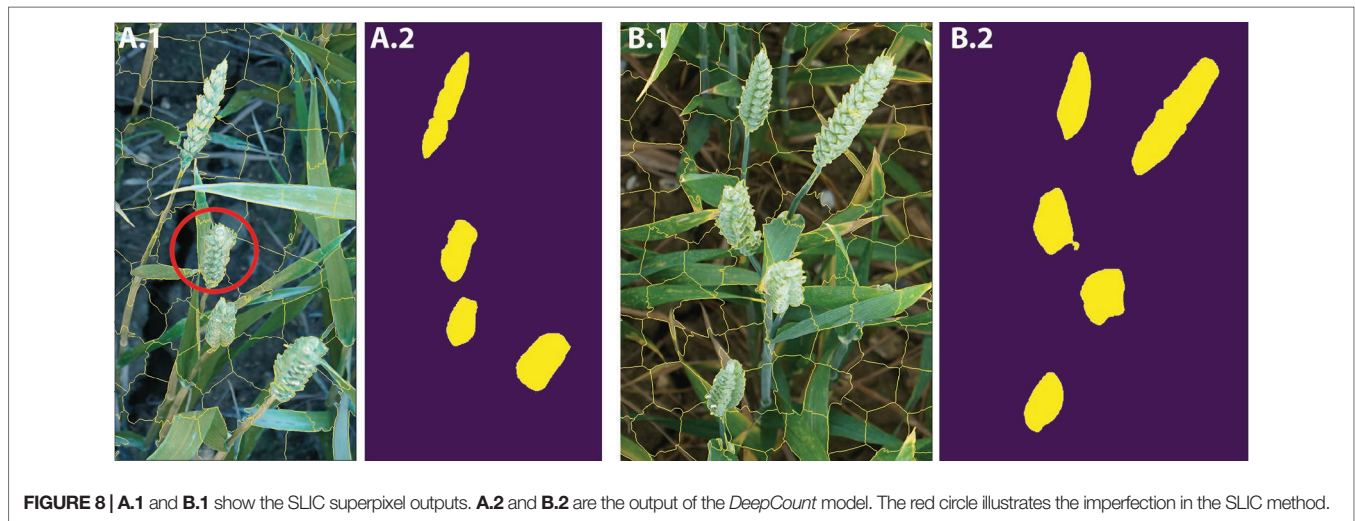 A.1
A.2
B.1
B.2
FIGURE 8 | A.1 and B.1 show the SLIC superpixel outputs. A.2 and B.2 are the output of the DeepCount model. The red circle illustrates the imperfection in the SLIC method.